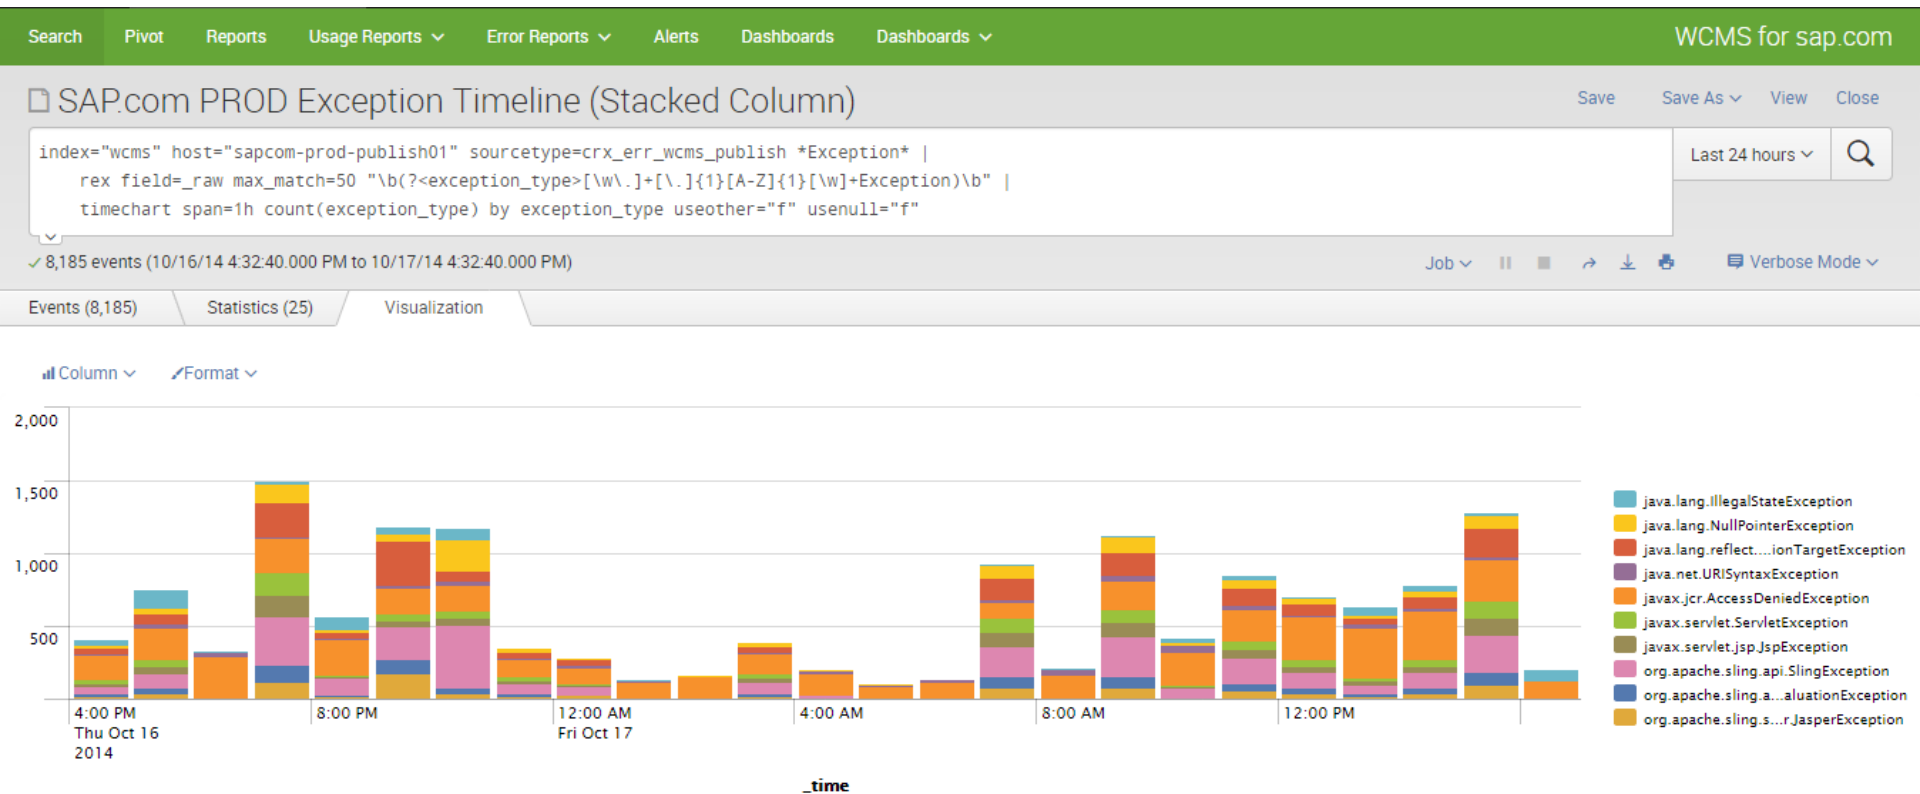 Search Pivot Reports Usage Reports Error Reports Alerts Dashboards Dashboards WCMS for sap.com
SAP.com PROD Exception Timeline (Stacked Column) Save Save As View Close
index="wcms" host="sapcom-prod-publish01" sourcetype=crx_err_wcms_publish *Exception* |
rex field=_raw max_match=50 "\b(?<exception_type>[\w\.]+[\.]{1}[A-Z]{1}[\w]+Exception)\b" |
timechart span=1h count(exception_type) by exception_type useother="f" usenull="f"
Last 24 hours
8,185 events (10/16/14 4:32:40.000 PM to 10/17/14 4:32:40.000 PM) Job Verbose Mode
Events (8,185) Statistics (25) Visualization
Column Format
2,000
1,500
1,000
500
java.lang.IllegalStateException
java.lang.NullPointerException
java.lang.reflect....ionTargetException
java.net.URISyntaxException
javax.jcr.AccessDeniedException
javax.servlet.ServletException
javax.servlet.jsp.JspException
org.apache.sling.api.SlingException
org.apache.sling.a...aluationException
org.apache.sling.s...r.JasperException
4:00 PM 8:00 PM 12:00 AM 4:00 AM 8:00 AM 12:00 PM
Thu Oct 16 Fri Oct 17
2014
_time